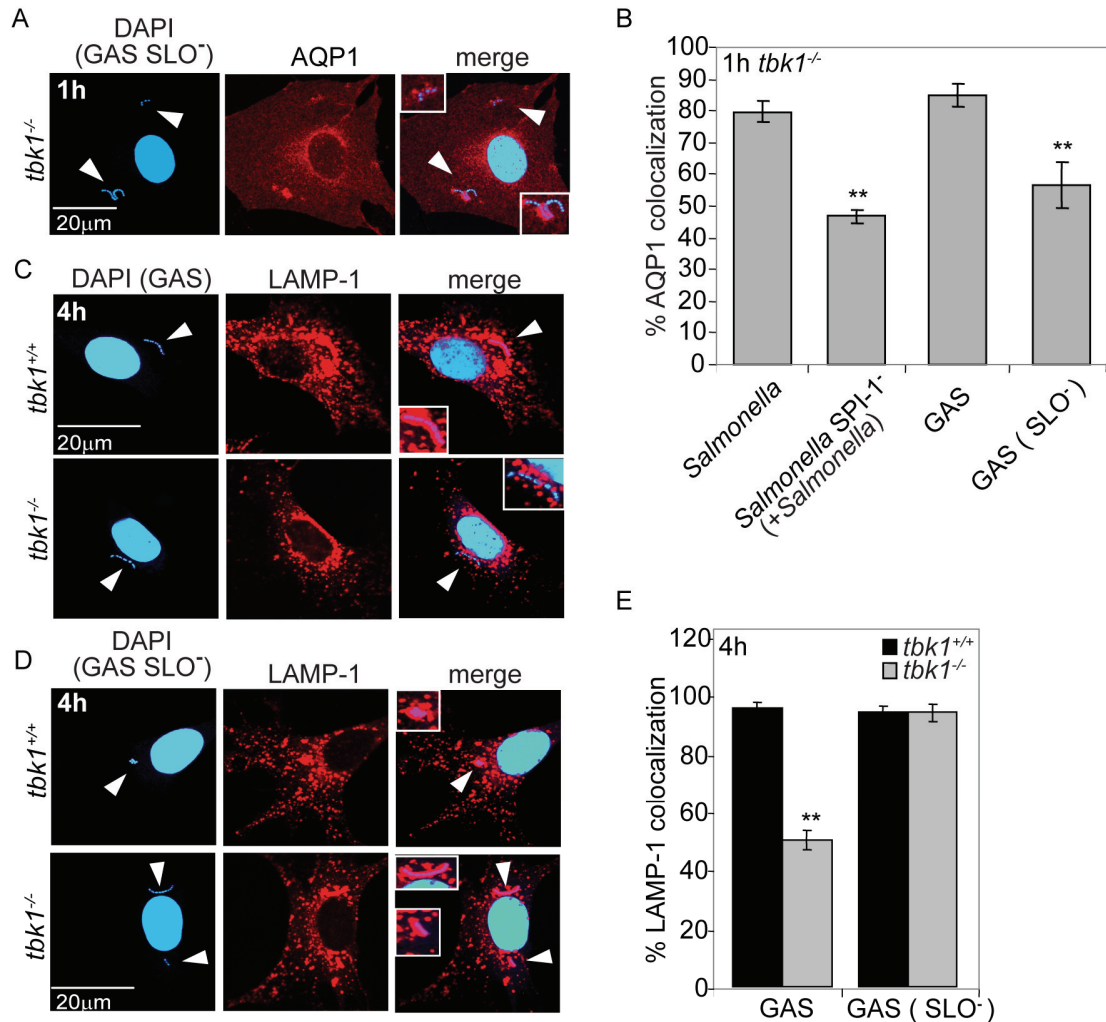 A
DAPI
(GAS SLO⁻)
AQP1
merge
1h
tbk1⁻/⁻
20μm
B
1h tbk1⁻/⁻
% AQP1 colocalization
100
90
80
70
60
50
40
30
20
10
0
**
**
Salmonella
Salmonella SPI-1⁻
(+Salmonella)
GAS
GAS ( SLO⁻)
C
DAPI (GAS)
LAMP-1
merge
4h
tbk1⁺/⁺
20μm
tbk1⁻/⁻
D
DAPI
(GAS SLO⁻)
LAMP-1
merge
4h
tbk1⁺/⁺
tbk1⁻/⁻
20μm
E
4h
tbk1⁺/⁺
tbk1⁻/⁻
% LAMP-1 colocalization
120
100
80
60
40
20
0
**
GAS
GAS ( SLO⁻)